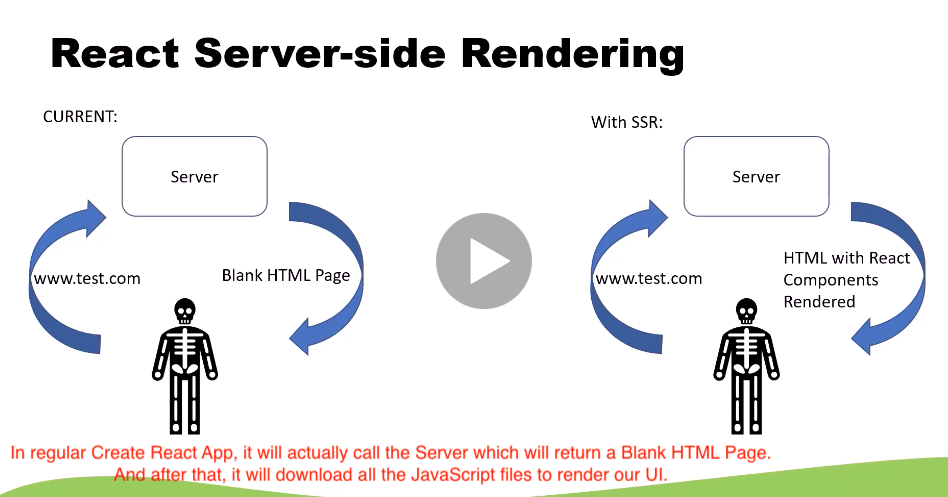 React Server-side Rendering
CURRENT:
Server
www.test.com
Blank HTML Page
With SSR:
Server
www.test.com
HTML with React
Components
Rendered
In regular Create React App, it will actually call the Server which will return a Blank HTML Page.
And after that, it will download all the JavaScript files to render our UI.